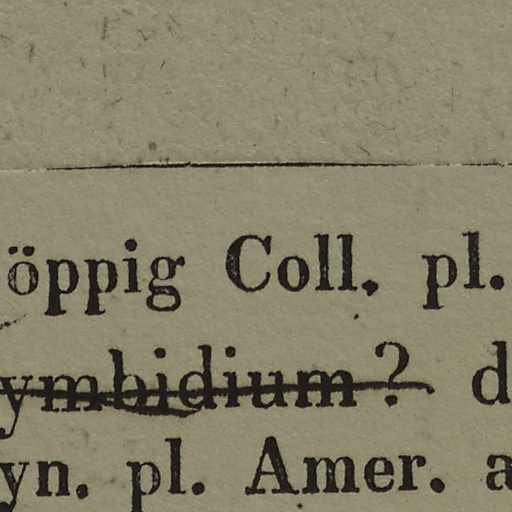 öppig Coll. pl.
ymbidium? d
yn. pl. Amer. a